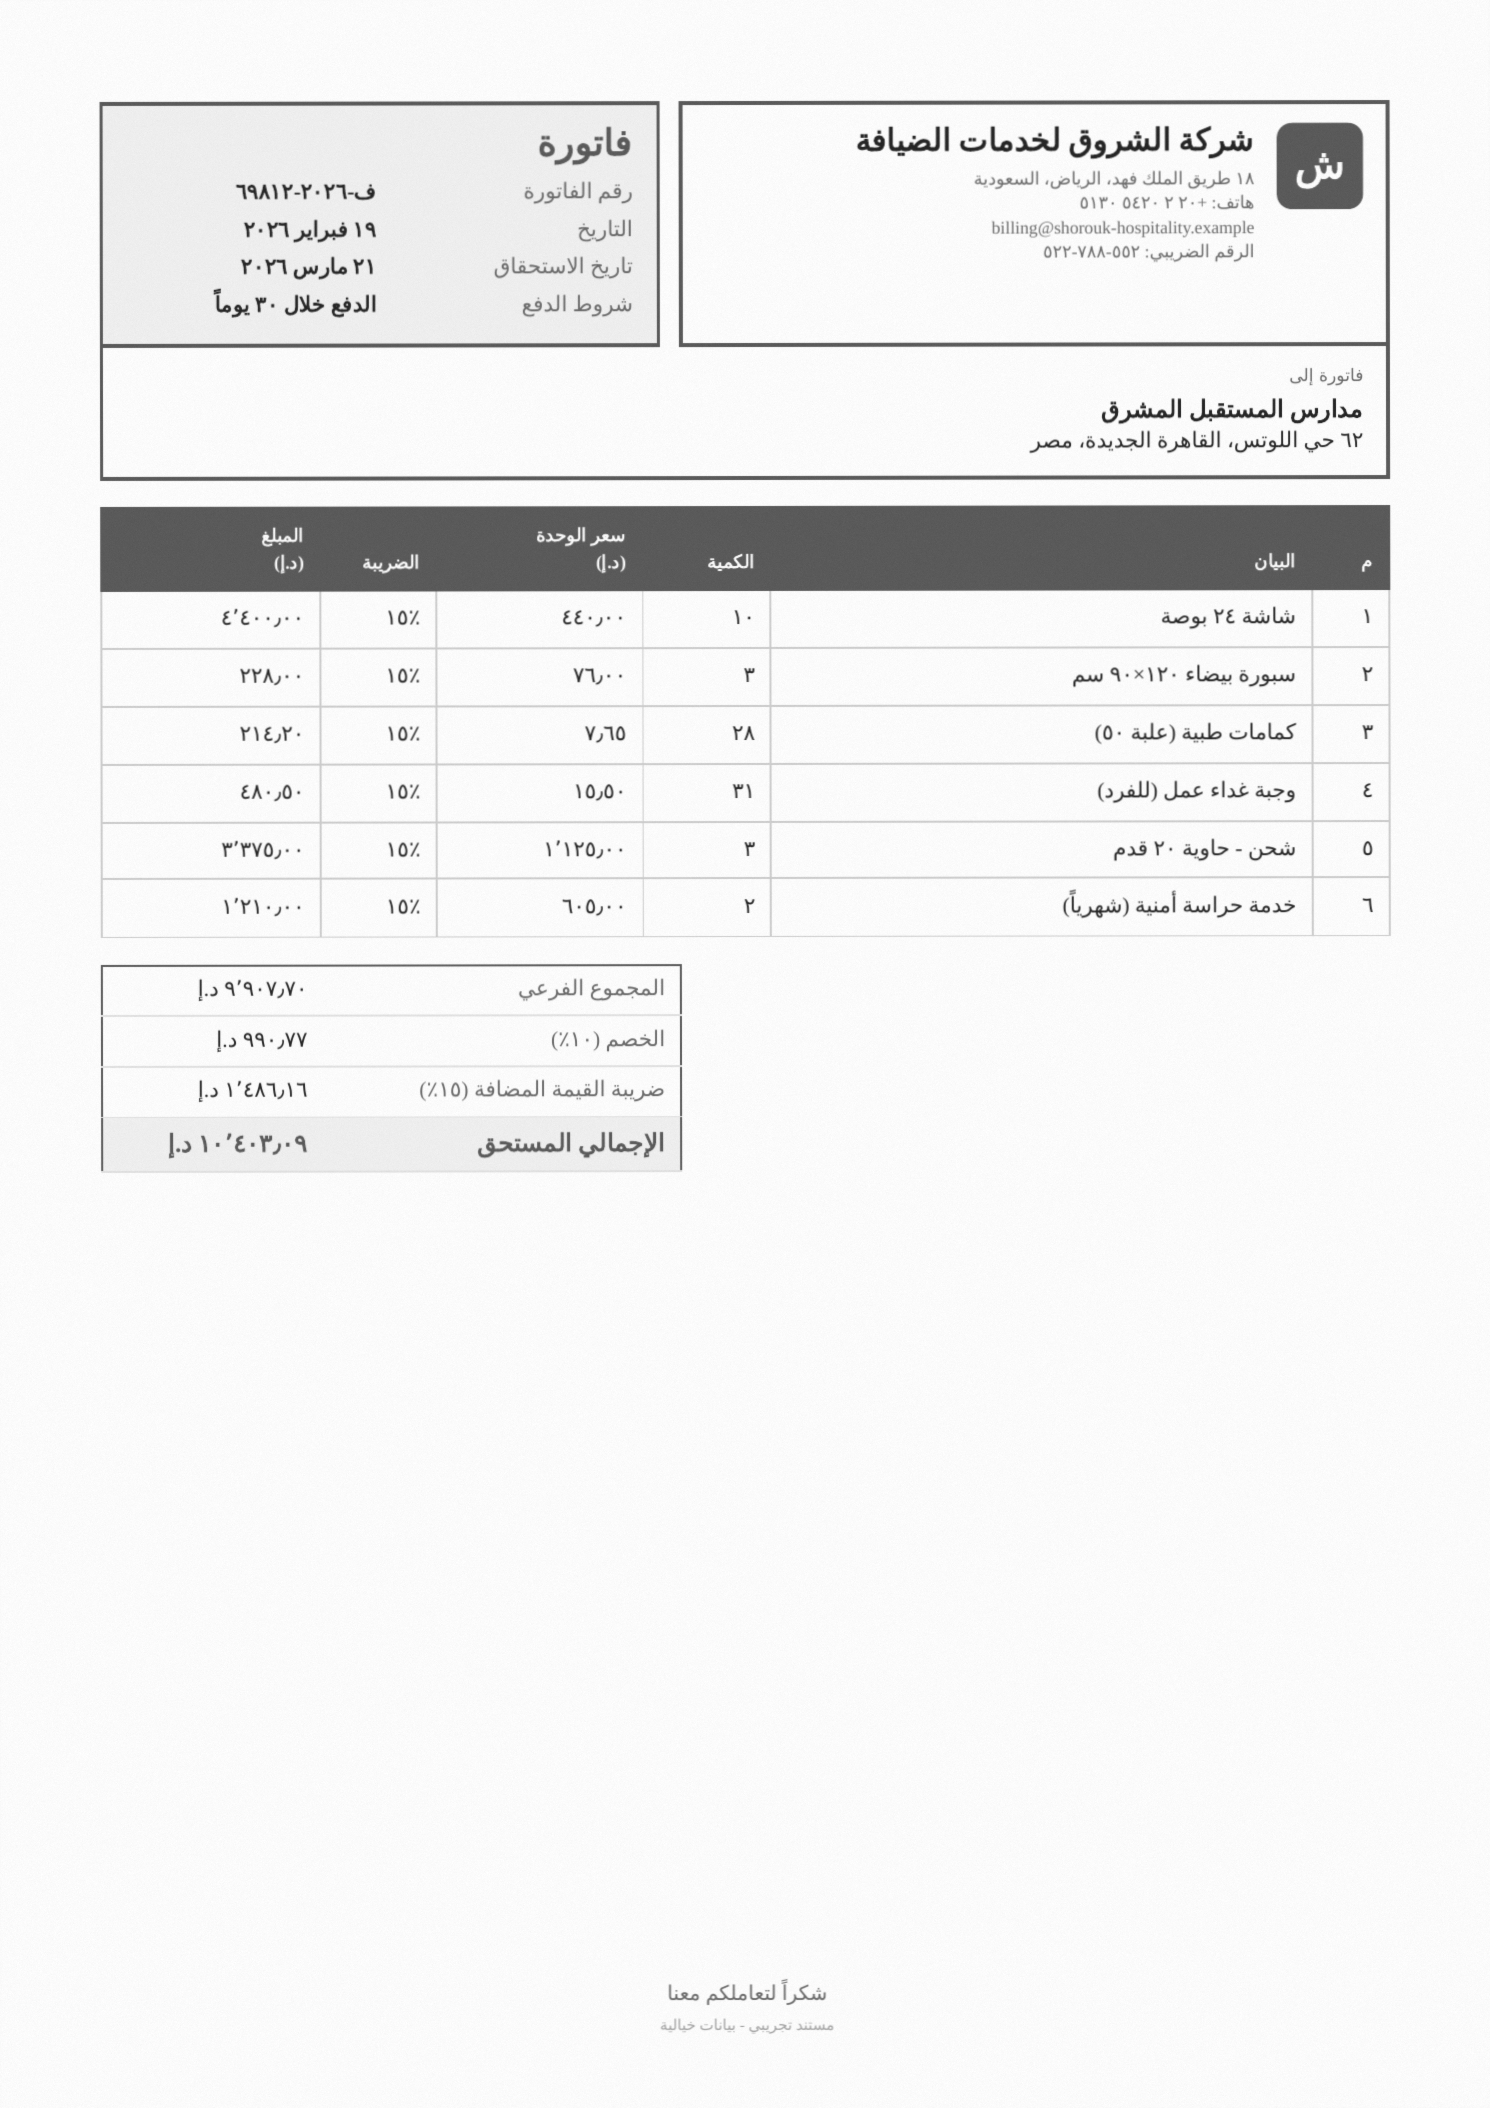 ش
شركة الشروق لخدمات الضيافة
١٨ طريق الملك فهد، الرياض، السعودية
هاتف: +٢٠ ٢ ٥٤٢٠ ٥١٣٠
billing@shorouk-hospitality.example
الرقم الضريبي: ٥٥٢-٧٨٨-٥٢٢
فاتورة
رقم الفاتورة ف-٢٠٢٦-٦٩٨١٢
التاريخ ١٩ فبراير ٢٠٢٦
تاريخ الاستحقاق ٢١ مارس ٢٠٢٦
شروط الدفع الدفع خلال ٣٠ يوماً
فاتورة إلى
مدارس المستقبل المشرق
٦٢ حي اللوتس، القاهرة الجديدة، مصر
م البيان الكمية سعر الوحدة (د.إ) الضريبة المبلغ (د.إ)
١ شاشة ٢٤ بوصة ١٠ ٤٤٠٫٠٠ ١٥٪ ٤٬٤٠٠٫٠٠
٢ سبورة بيضاء ١٢٠×٩٠ سم ٣ ٧٦٫٠٠ ١٥٪ ٢٢٨٫٠٠
٣ كمامات طبية (علبة ٥٠) ٢٨ ٧٫٦٥ ١٥٪ ٢١٤٫٢٠
٤ وجبة غداء عمل (للفرد) ٣١ ١٥٫٥٠ ١٥٪ ٤٨٠٫٥٠
٥ شحن - حاوية ٢٠ قدم ٣ ١٬١٢٥٫٠٠ ١٥٪ ٣٬٣٧٥٫٠٠
٦ خدمة حراسة أمنية (شهرياً) ٢ ٦٠٥٫٠٠ ١٥٪ ١٬٢١٠٫٠٠
المجموع الفرعي ٩٬٩٠٧٫٧٠ د.إ
الخصم (١٠٪) ٩٩٠٫٧٧ د.إ
ضريبة القيمة المضافة (١٥٪) ١٬٤٨٦٫١٦ د.إ
الإجمالي المستحق ١٠٬٤٠٣٫٠٩ د.إ
شكراً لتعاملكم معنا
مستند تجريبي - بيانات خيالية